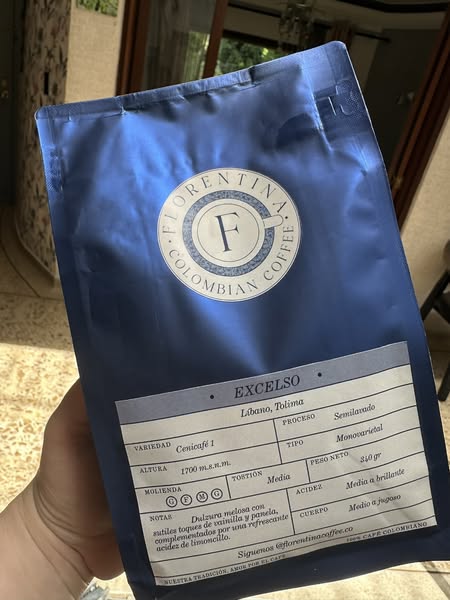 FLORENTINA
F
COLOMBIAN COFFEE
• EXCELSO •
Líbano, Tolima
VARIEDAD Cenicafé 1
PROCESO Semilavado
ALTURA 1700 m.s.n.m.
TIPO Monovarietal
MOLIENDA G F M G
TOSTIÓN Media
PESO NETO 340 gr
NOTAS Dulzura melosa con
sutiles toques de vainilla y panela,
complementados por una refrescante
acidez de limoncillo.
ACIDEZ Media a brillante
CUERPO Medio a jugoso
Siguenos @florentinacoffee.co
NUESTRA TRADICIÓN, AMOR POR EL CAFÉ
100% CAFÉ COLOMBIANO